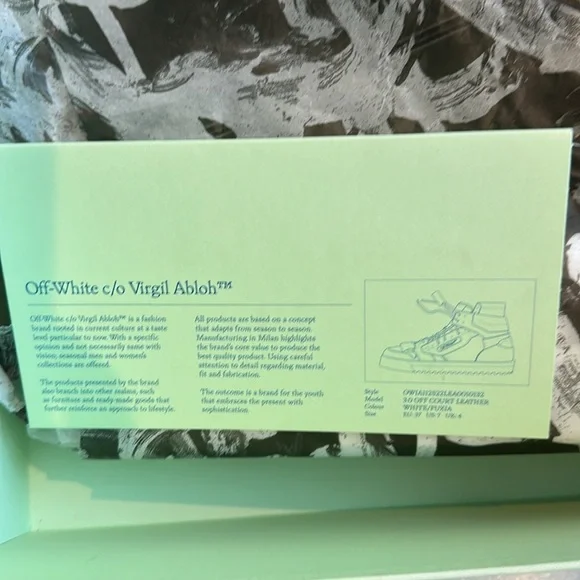 Off-White c/o Virgil Abloh™
Off-White c/o Virgil Abloh™ is a fashion
brand rooted in current culture at a taste
level particular to now. With a specific
opinion and not necessarily same with
vision, seasonal men and women's
collections are offered.
The products presented by the brand
also branch into other realms, such
as furniture and ready made goods that
further reinforce an approach to lifestyle.
All products are based on a concept
that adapts from season to season.
Manufacturing in Milan highlights
the brand's core value to produce the
best quality product. Using careful
attention to detail regarding material,
fit and fabrication.
The outcome is a brand for the youth
that embraces the present with
sophistication.
Style
Model 3.0 OFF COURT LEATHER
Colour WHITE/FUXIA
Size EU: 37 US: 7 UK: 4